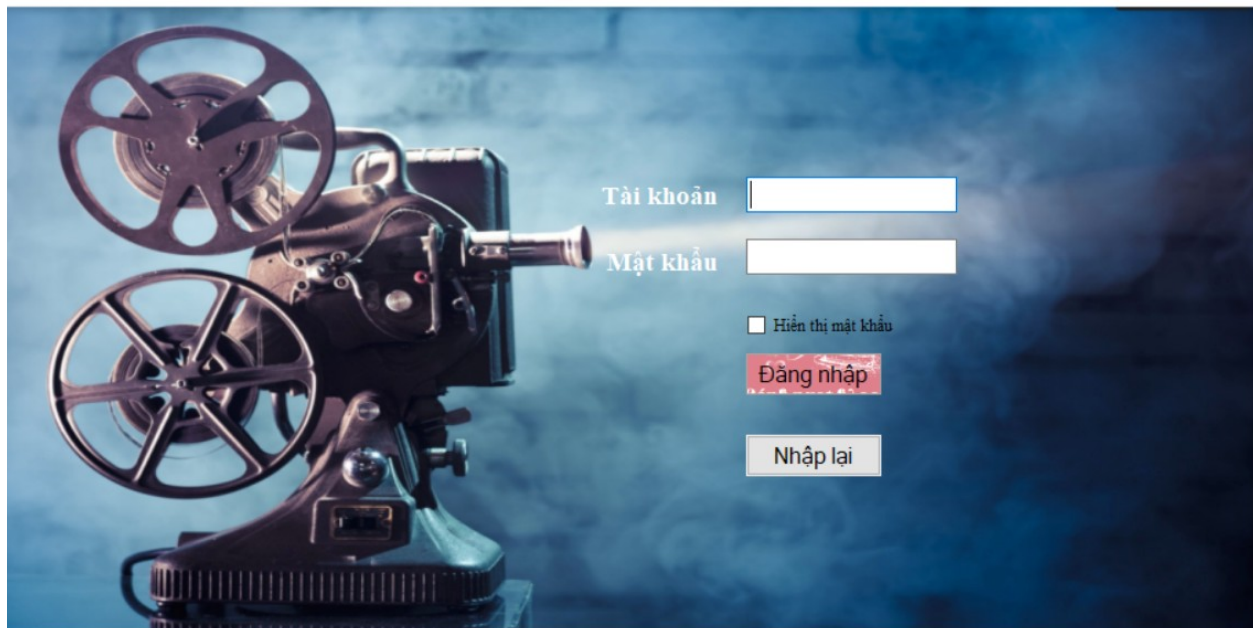 Tài khoản
Mật khẩu
Hiển thị mật khẩu
Đăng nhập
Nhập lại